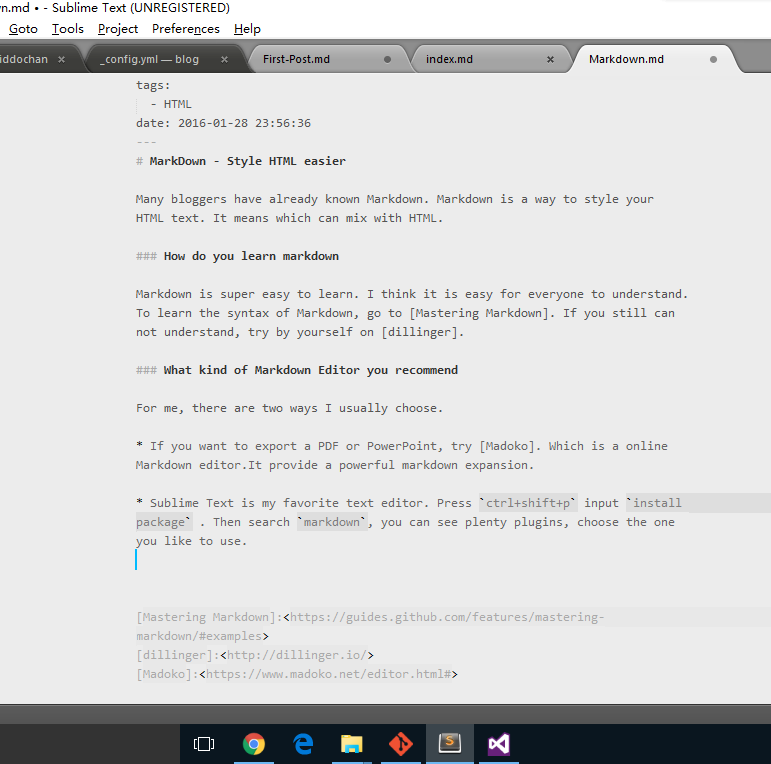 wn.md • - Sublime Text (UNREGISTERED)
Goto Tools Project Preferences Help
iddochan × _config.yml — blog × First-Post.md index.md × Markdown.md
tags:
- HTML
date: 2016-01-28 23:56:36
---
# MarkDown - Style HTML easier
Many bloggers have already known Markdown. Markdown is a way to style your
HTML text. It means which can mix with HTML.
### How do you learn markdown
Markdown is super easy to learn. I think it is easy for everyone to understand.
To learn the syntax of Markdown, go to [Mastering Markdown]. If you still can
not understand, try by yourself on [dillinger].
### What kind of Markdown Editor you recommend
For me, there are two ways I usually choose.
* If you want to export a PDF or PowerPoint, try [Madoko]. Which is a online
Markdown editor.It provide a powerful markdown expansion.
* Sublime Text is my favorite text editor. Press `ctrl+shift+p` input `install
package` . Then search `markdown`, you can see plenty plugins, choose the one
you like to use.
[Mastering Markdown]:<https://guides.github.com/features/mastering-
markdown/#examples>
[dillinger]:<http://dillinger.io/>
[Madoko]:<https://www.madoko.net/editor.html#>